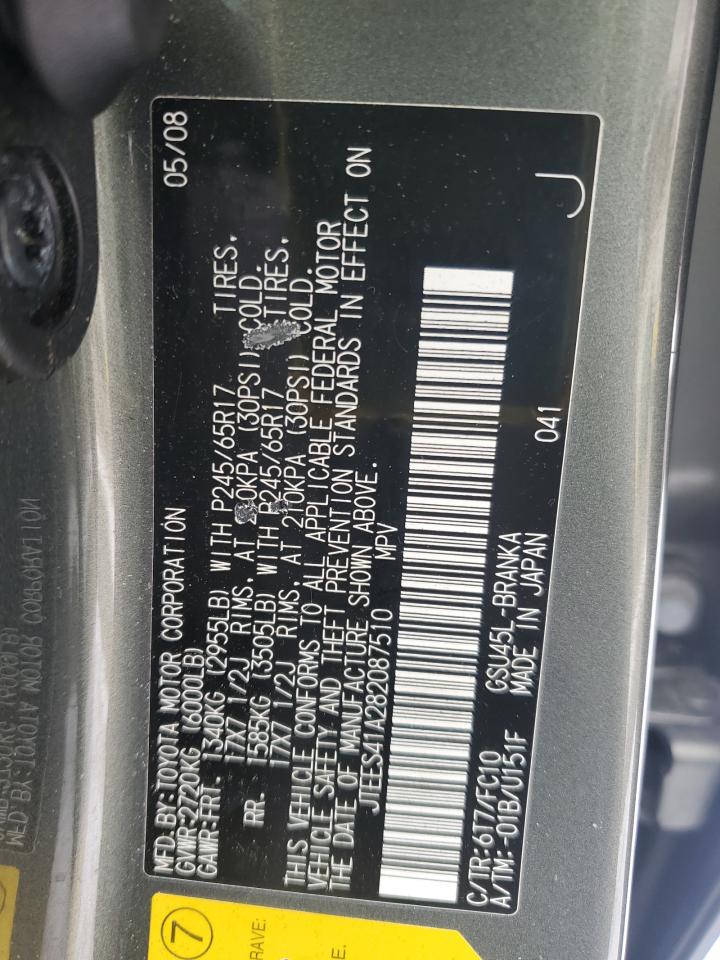 MFD.BY:TOYOTA MOTOR CORPORATION 05/08
GVWR:2720KG (6000LB)
GAWR:FRT. 1340KG (2955LB) WITH P245/65R17 TIRES,
17X7 1/2J RIMS, AT 210KPA (30PSI) COLD.
RR. 1585KG (3505LB) WITH P245/65R17 TIRES,
17X7 1/2J RIMS, AT 210KPA (30PSI) COLD.
THIS VEHICLE CONFORMS TO ALL APPLICABLE FEDERAL MOTOR
VEHICLE SAFETY AND THEFT PREVENTION STANDARDS IN EFFECT ON
THE DATE OF MANUFACTURE SHOWN ABOVE.
JTEES41A282087510 MPV
C/TR:6T7/FC10 GSU45L-BRANKA 041 J
A/TM:-01B/U151F MADE IN JAPAN
7
RAVE:
E.